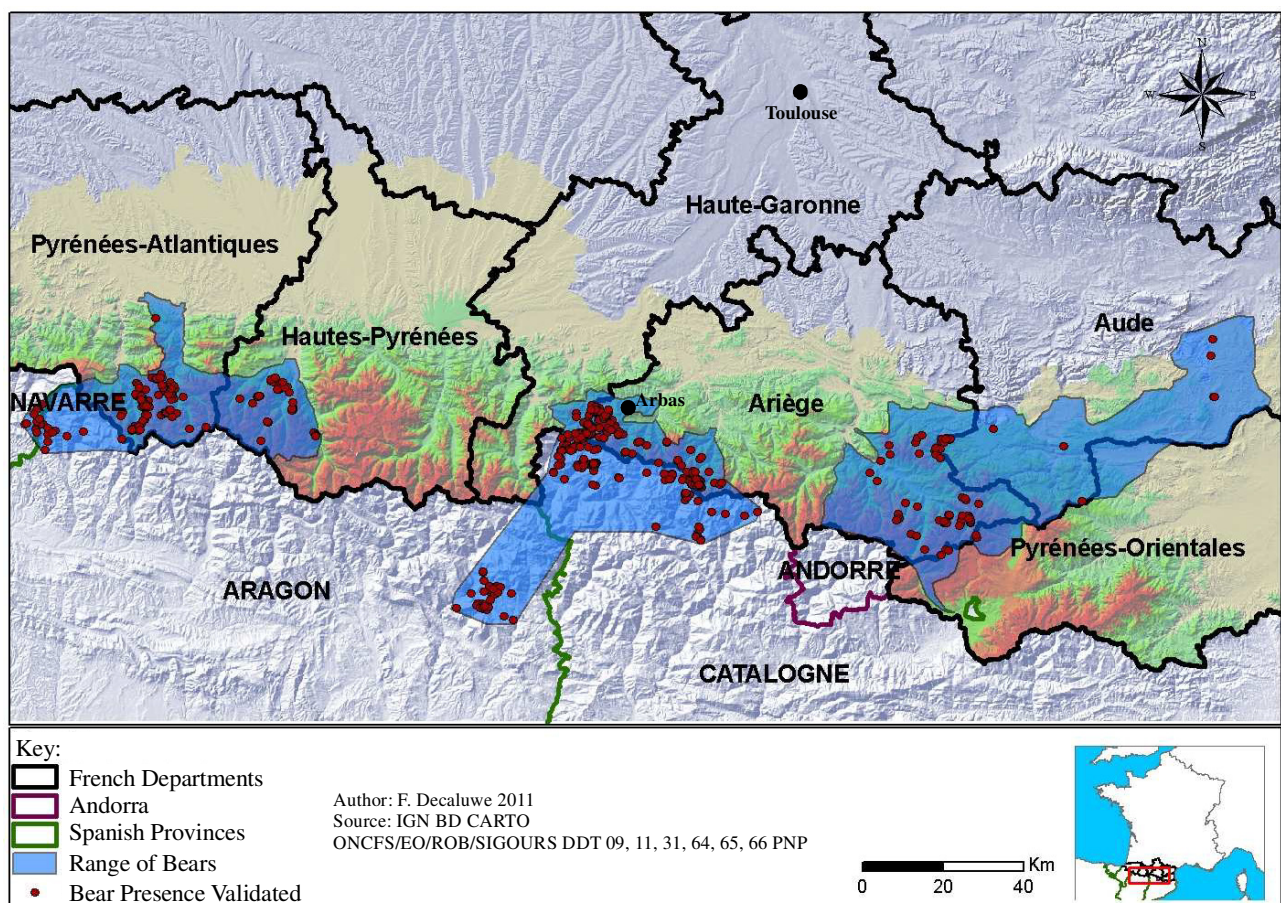 N
W
E
S
Toulouse
Haute-Garonne
Pyrénées-Atlantiques
Hautes-Pyrénées
Aude
NAVARRE
Arbas
Ariège
Pyrénées-Orientales
ANDORRE
ARAGON
CATALOGNE
Key:
French Departments
Andorra
Spanish Provinces
Range of Bears
Bear Presence Validated
Author: F. Decaluwe 2011
Source: IGN BD CARTO
ONCFS/EO/ROB/SIGOURS DDT 09, 11, 31, 64, 65, 66 PNP
Km
0 20 40